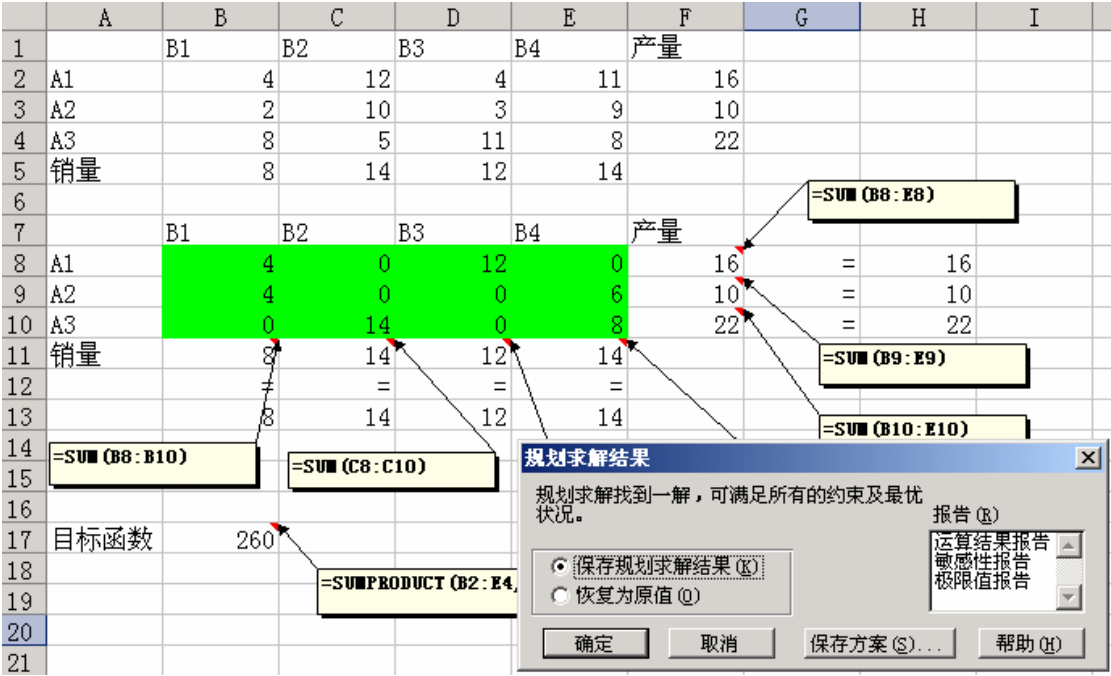 A B C D E F G H I
1 B1 B2 B3 B4 产量
2 A1 4 12 4 11 16
3 A2 2 10 3 9 10
4 A3 8 5 11 8 22
5 销量 8 14 12 14
6 =SUM(B8:E8)
7 B1 B2 B3 B4 产量
8 A1 4 0 12 0 16 = 16
9 A2 4 0 0 6 10 = 10
10 A3 0 14 0 8 22 = 22
11 销量 8 14 12 14 =SUM(B9:E9)
12 = = = =
13 8 14 12 14 =SUM(B10:E10)
14 =SUM(B8:B10) =SUM(C8:C10) 规划求解结果
15
规划求解找到一解，可满足所有的约束及最优
状况。
16 报告(R)
17 目标函数 260 运算结果报告
敏感性报告
18 保存规划求解结果(K) 极限值报告
=SUMPRODUCT(B2:E4,
19 恢复为原值(O)
20 确定 取消 保存方案(S)... 帮助(H)
21